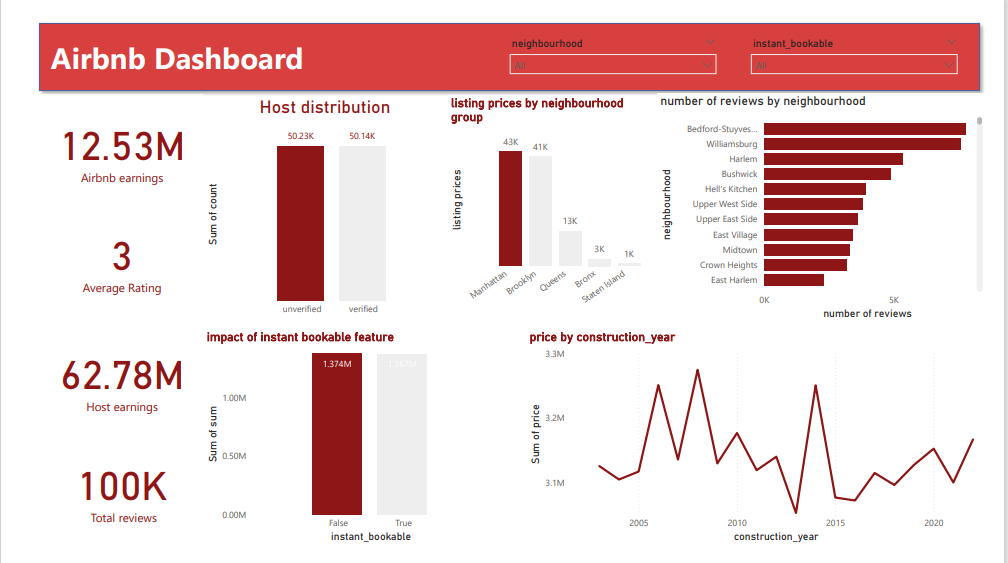 Airbnb Dashboard
neighbourhood
All
instant_bookable
All
12.53M
Airbnb earnings
3
Average Rating
62.78M
Host earnings
100K
Total reviews
Host distribution
50.23K
50.14K
Sum of count
unverified
verified
listing prices by neighbourhood
group
listing prices
43K
41K
13K
3K
1K
Manhattan
Brooklyn
Queens
Bronx
Staten Island
number of reviews by neighbourhood
neighbourhood
Bedford-Stuyves...
Williamsburg
Harlem
Bushwick
Hell's Kitchen
Upper West Side
Upper East Side
East Village
Midtown
Crown Heights
East Harlem
0K
5K
number of reviews
impact of instant bookable feature
Sum of sum
1.00M
0.50M
0.00M
1.374M
False
True
instant_bookable
price by construction_year
Sum of price
3.3M
3.2M
3.1M
2005
2010
2015
2020
construction_year